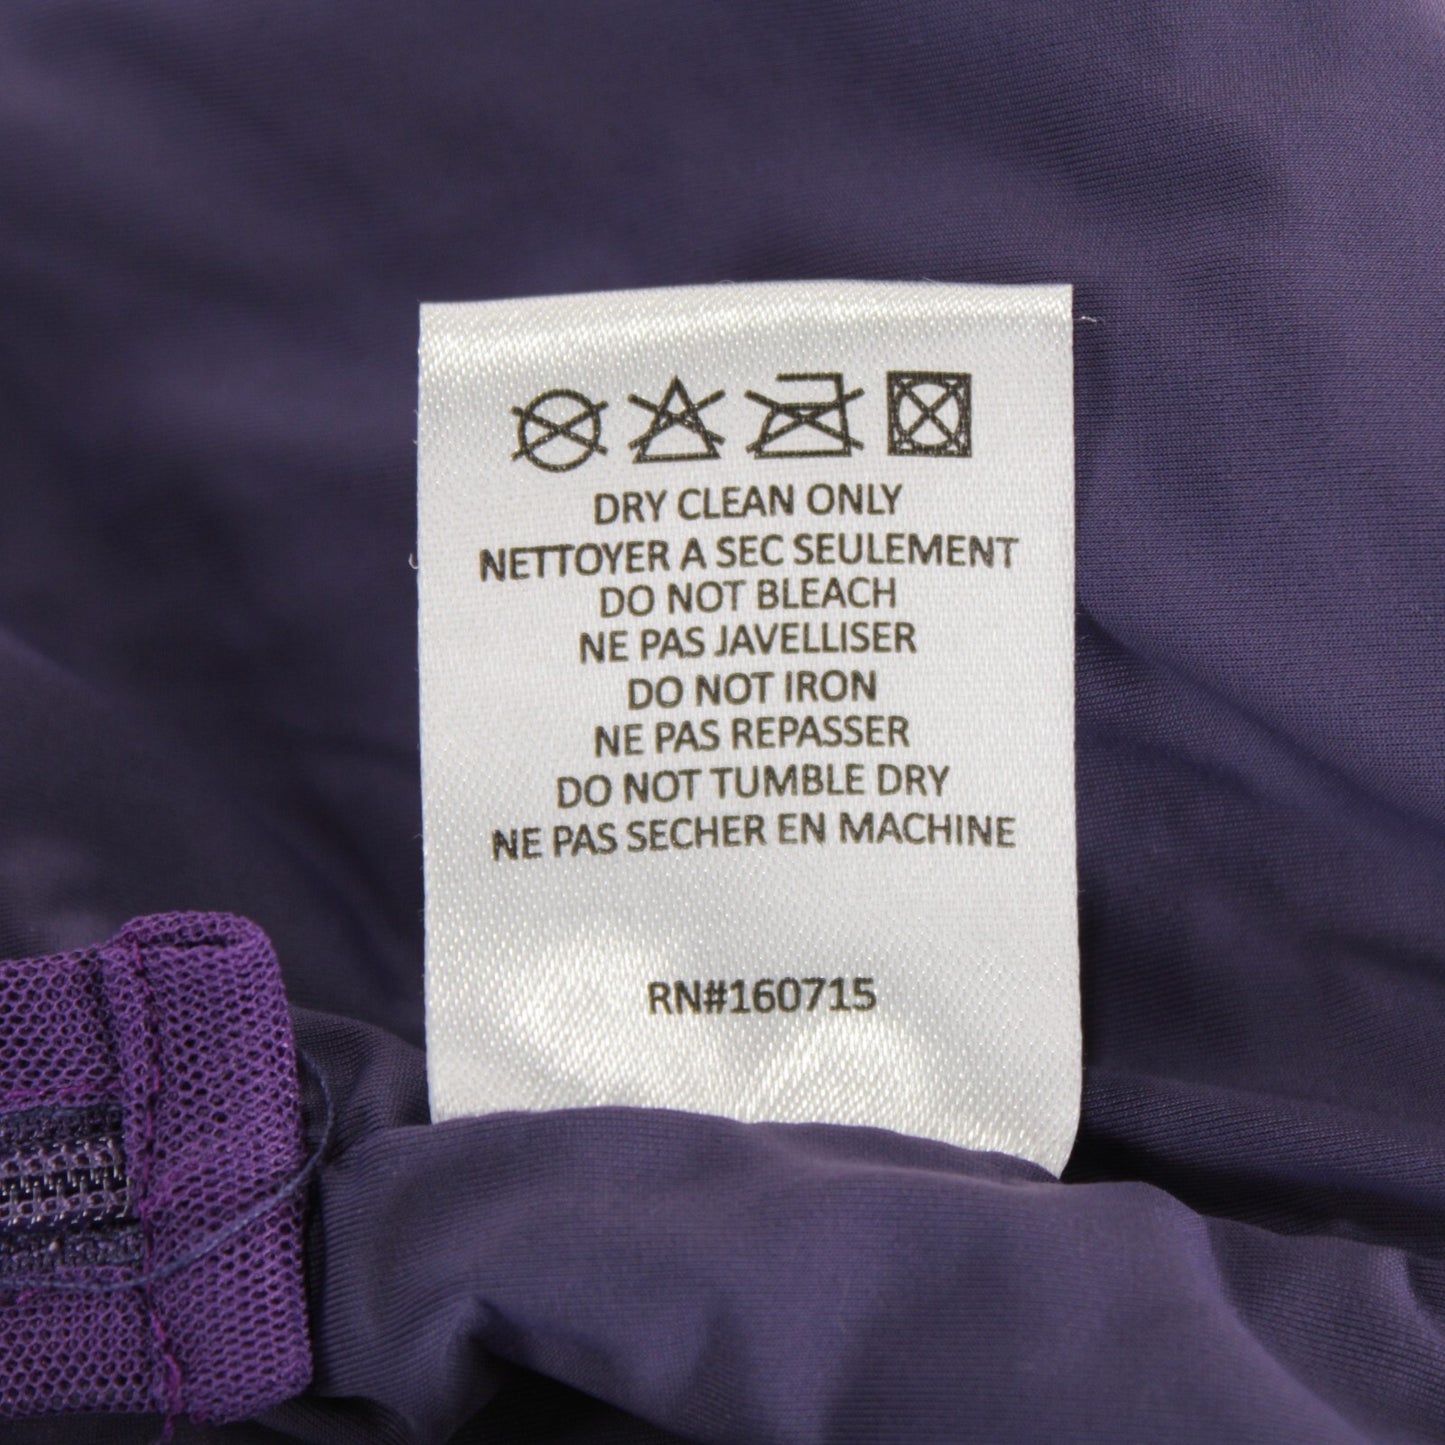 DRY CLEAN ONLY
NETTOYER A SEC SEULEMENT
DO NOT BLEACH
NE PAS JAVELLISER
DO NOT IRON
NE PAS REPASSER
DO NOT TUMBLE DRY
NE PAS SECHER EN MACHINE
RN#160715